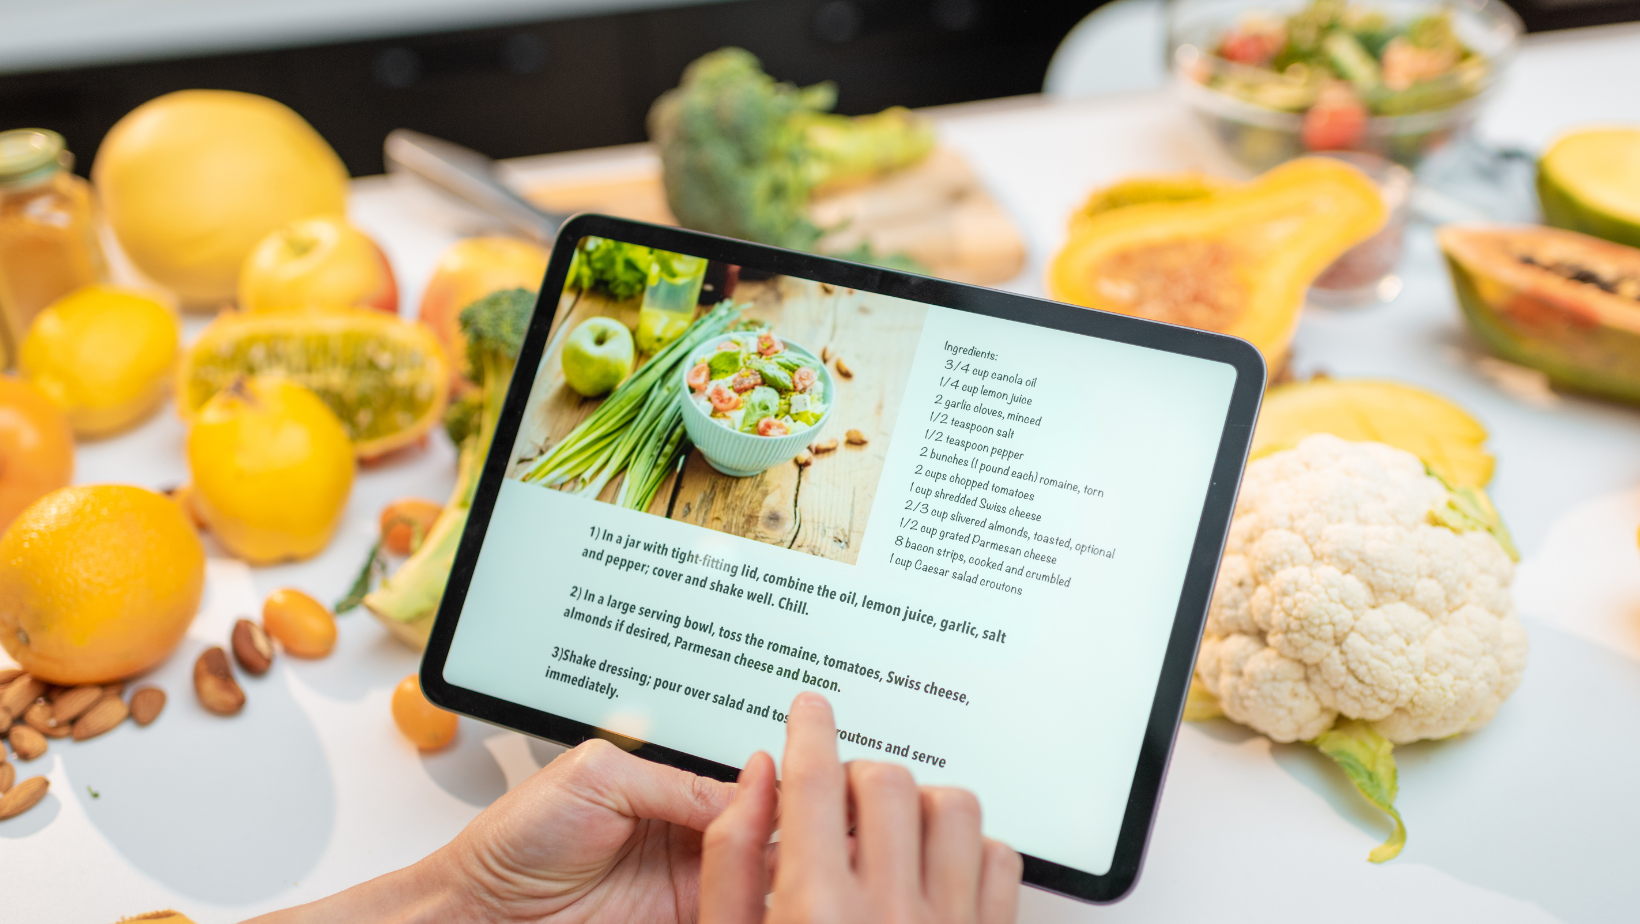 Ingredients:
3/4 cup canola oil
1/4 cup lemon juice
2 garlic cloves, minced
1/2 teaspoon salt
1/2 teaspoon pepper
2 bunches (1 pound each) romaine, torn
2 cups chopped tomatoes
1 cup shredded Swiss cheese
2/3 cup slivered almonds, toasted, optional
1/2 cup grated Parmesan cheese
8 bacon strips, cooked and crumbled
1 cup Caesar salad croutons
1) In a jar with tight-fitting lid, combine the oil, lemon juice, garlic, salt
and pepper; cover and shake well. Chill.
2) In a large serving bowl, toss the romaine, tomatoes, Swiss cheese,
almonds if desired, Parmesan cheese and bacon.
3)Shake dressing; pour over salad and routons and serve
immediately.